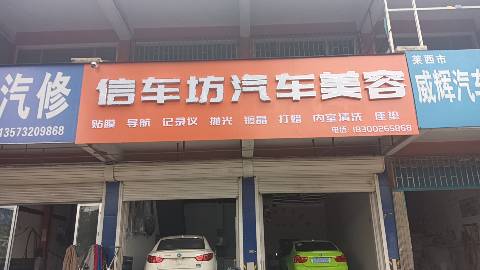 汽修
13573209868
信车坊汽车美容
贴膜 导航 记录仪 抛光 镀晶 打蜡 内室清洗 座垫
电话 18300265868
莱西市
威辉汽车